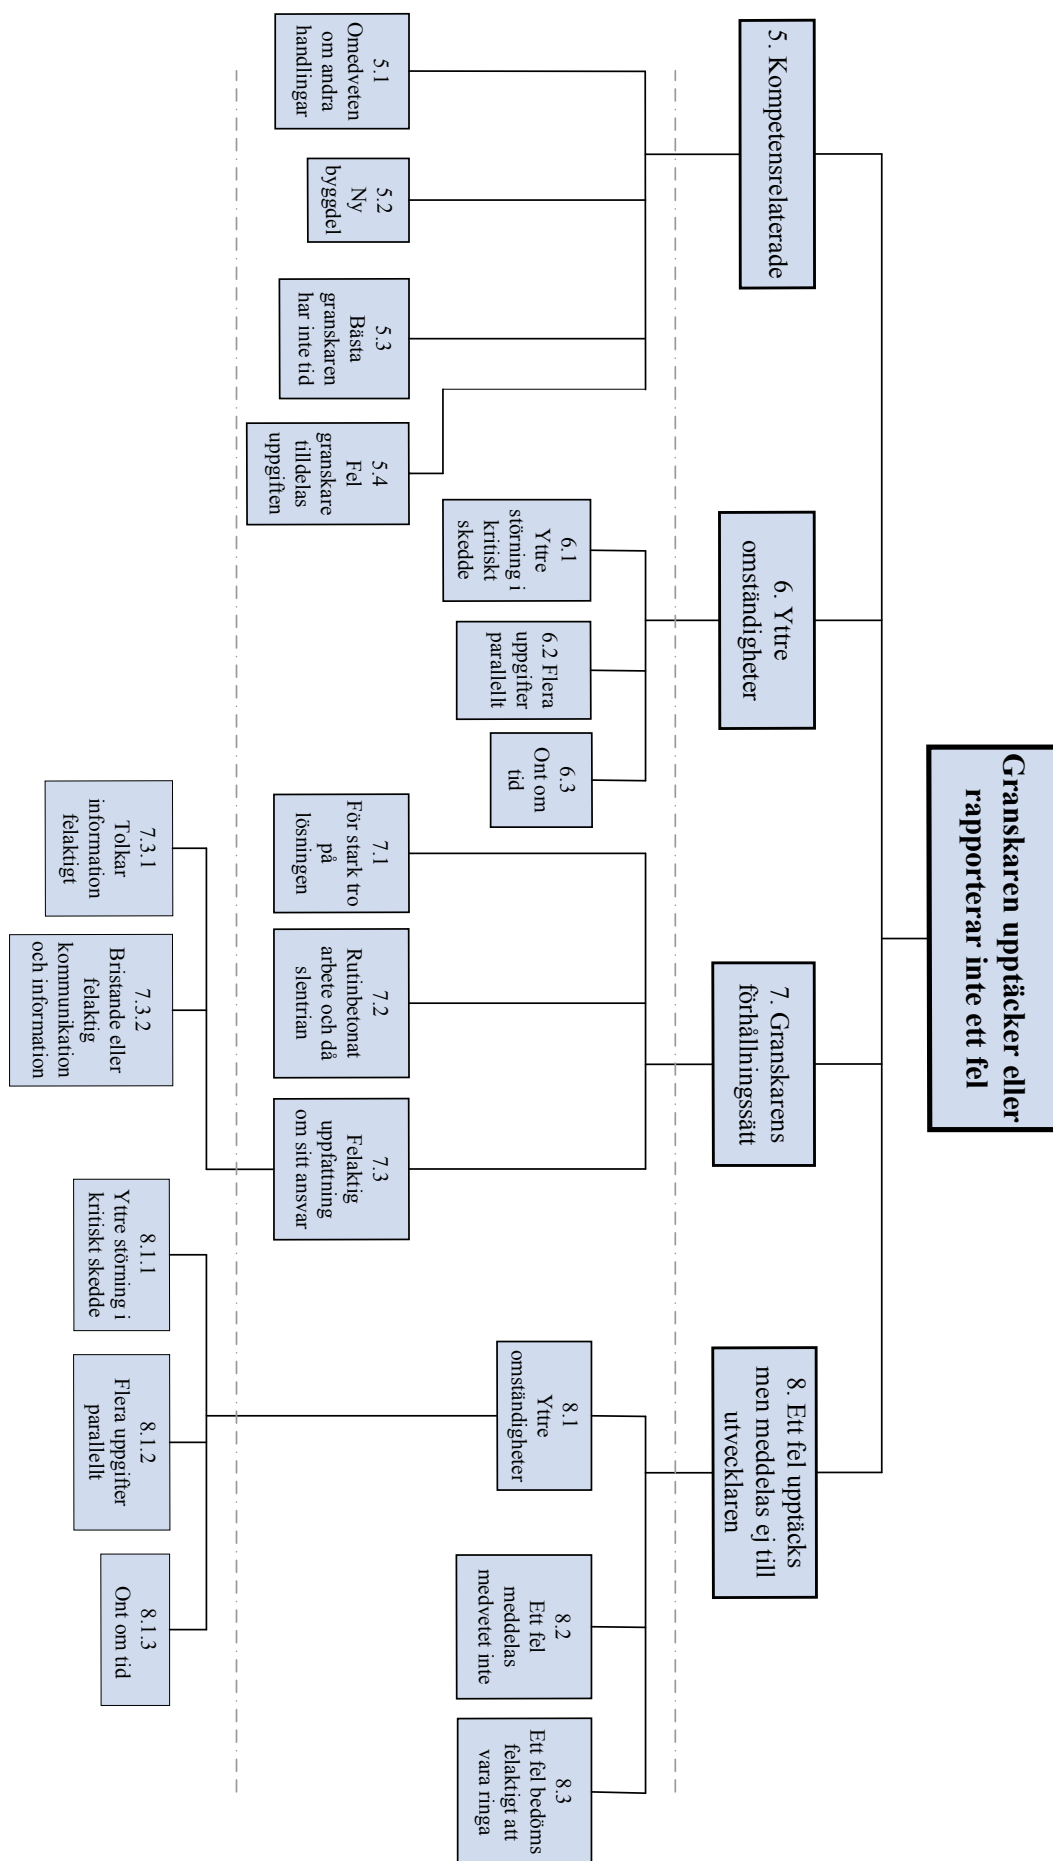 Granskaren upptäcker eller
rapporterar inte ett fel
5. Kompetensrelaterade
6. Yttre
omständigheter
7. Granskarens
förhållningssätt
8. Ett fel upptäcks
men meddelas ej till
utvecklaren
5.1
Omedveten
om andra
handlingar
5.2
Ny
byggdel
5.3
Bästa
granskaren
har inte tid
5.4
Fel
granskare
tilldelas
uppgiften
6.1
Yttre
störning i
kritiskt
skedde
6.2 Flera
uppgifter
parallellt
6.3
Ont om
tid
7.1
För stark tro
på
lösningen
7.2
Rutinbetonat
arbete och då
slentrian
7.3
Felaktig
uppfattning
om sitt ansvar
8.1
Yttre
omständigheter
8.2
Ett fel
meddelas
medvetet inte
8.3
Ett fel bedöms
felaktigt att
vara ringa
7.3.1
Tolkar
information
felaktigt
7.3.2
Bristande eller
felaktig
kommunikation
och information
8.1.1
Yttre störning i
kritiskt skedde
8.1.2
Flera uppgifter
parallellt
8.1.3
Ont om tid